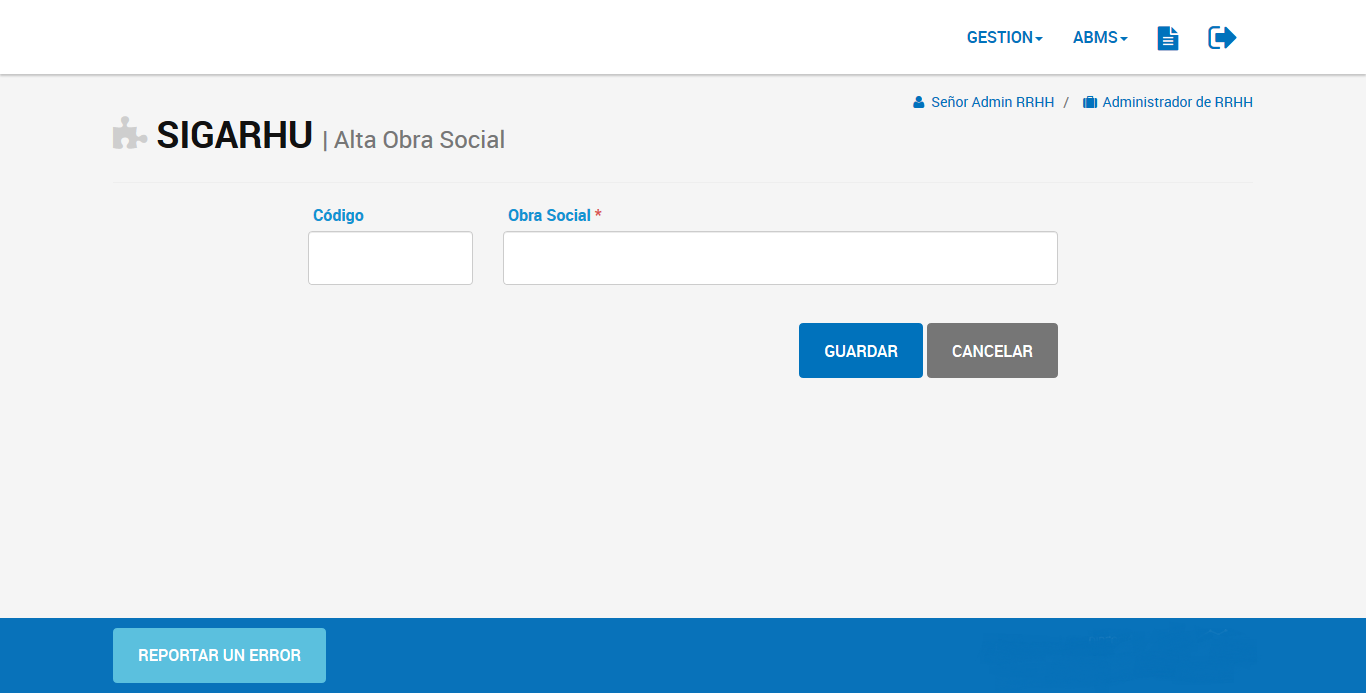 GESTION ABMS
Señor Admin RRHH / Administrador de RRHH
SIGARHU | Alta Obra Social
Código Obra Social *
GUARDAR CANCELAR
REPORTAR UN ERROR